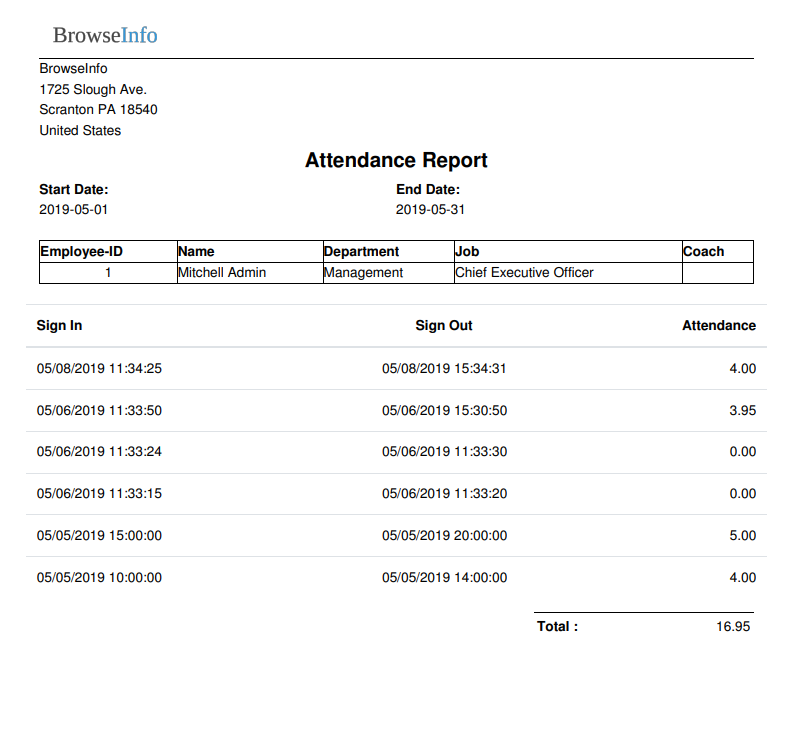 BrowseInfo
BrowseInfo
1725 Slough Ave.
Scranton PA 18540
United States
Attendance Report
Start Date: End Date:
2019-05-01 2019-05-31
Employee-ID Name Department Job Coach
1 Mitchell Admin Management Chief Executive Officer
Sign In Sign Out Attendance
05/08/2019 11:34:25 05/08/2019 15:34:31 4.00
05/06/2019 11:33:50 05/06/2019 15:30:50 3.95
05/06/2019 11:33:24 05/06/2019 11:33:30 0.00
05/06/2019 11:33:15 05/06/2019 11:33:20 0.00
05/05/2019 15:00:00 05/05/2019 20:00:00 5.00
05/05/2019 10:00:00 05/05/2019 14:00:00 4.00
Total : 16.95